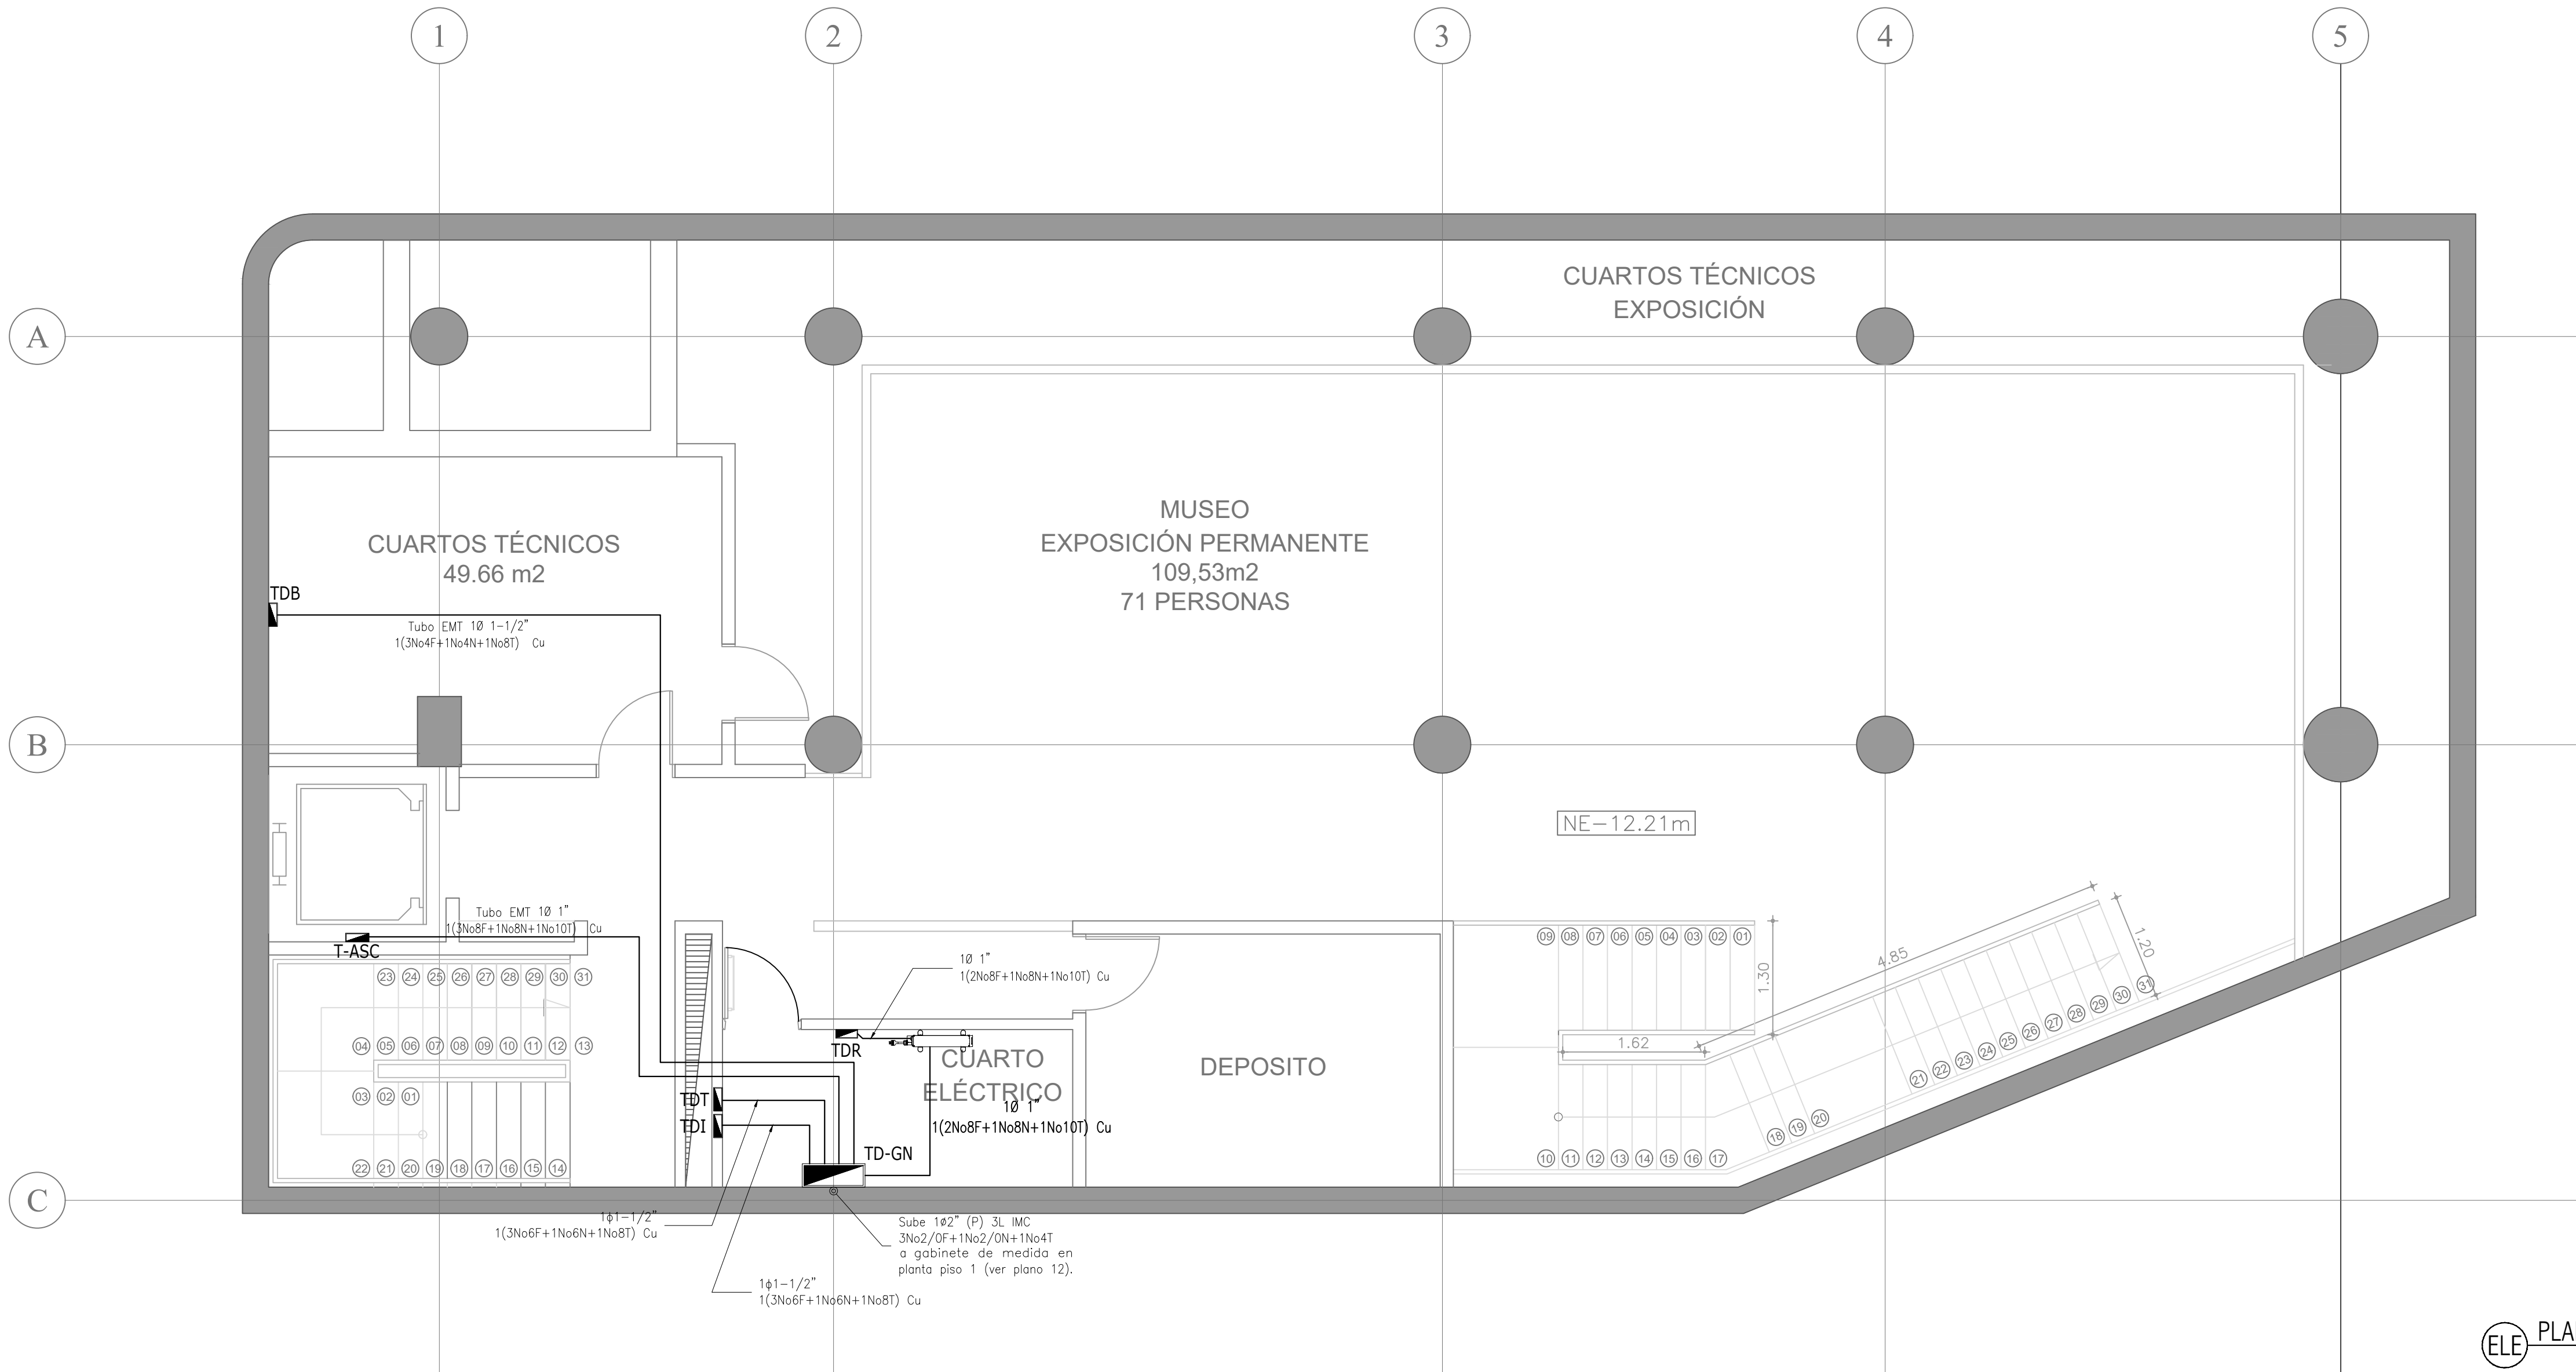 1
2
3
4
5
A
B
C
CUARTOS TÉCNICOS
EXPOSICIÓN
MUSEO
EXPOSICIÓN PERMANENTE
109,53m2
71 PERSONAS
CUARTOS TÉCNICOS
49.66 m2
TDB
Tubo EMT 1Ø 1-1/2"
1(3No4F+1No4N+1No8T) Cu
NE-12.21m
Tubo EMT 1Ø 1"
1(3No8F+1No8N+1No10T) Cu
T-ASC
23 24 25 26 27 28 29 30 31
04 05 06 07 08 09 10 11 12 13
03 02 01
22 21 20 19 18 17 16 15 14
1Ø 1"
1(2No8F+1No8N+1No10T) Cu
TDR
CUARTO
ELÉCTRICO
1Ø 1"
1(2No8F+1No8N+1No10T) Cu
TDT
TDI
TD-GN
DEPOSITO
09 08 07 06 05 04 03 02 01
1.30
1.62
4.85
1.20
10 11 12 13 14 15 16 17
18 19 20
21 22 23 24 25 26 27 28 29 30 31
1ϕ1-1/2"
1(3No6F+1No6N+1No8T) Cu
Sube 1ø2" (P) 3L IMC
3No2/0F+1No2/0N+1No4T
a gabinete de medida en
planta piso 1 (ver plano 12).
1ϕ1-1/2"
1(3No6F+1No6N+1No8T) Cu
ELE
PLA